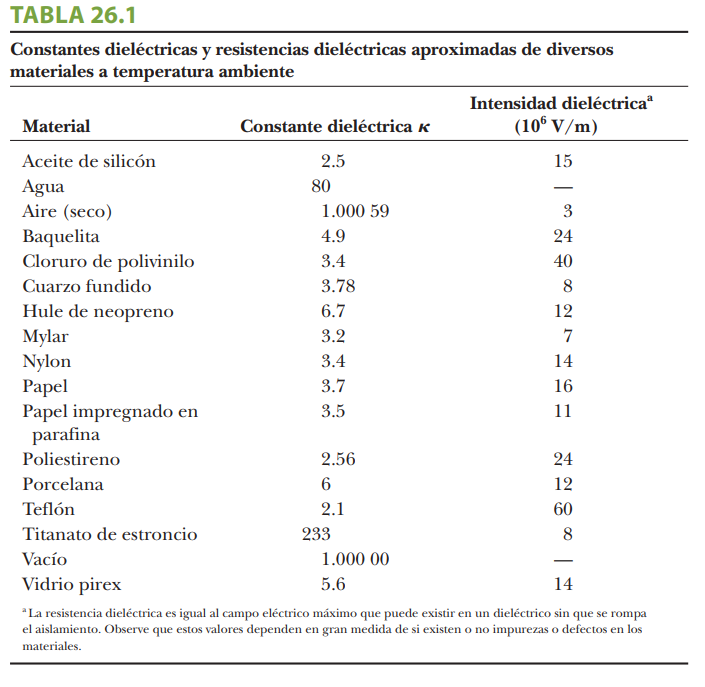 TABLA 26.1
Constantes dieléctricas y resistencias dieléctricas aproximadas de diversos
materiales a temperatura ambiente
Intensidad dieléctricaᵃ
Material Constante dieléctrica κ (10⁶ V/m)
Aceite de silicón 2.5 15
Agua 80 —
Aire (seco) 1.000 59 3
Baquelita 4.9 24
Cloruro de polivinilo 3.4 40
Cuarzo fundido 3.78 8
Hule de neopreno 6.7 12
Mylar 3.2 7
Nylon 3.4 14
Papel 3.7 16
Papel impregnado en 3.5 11
parafina
Poliestireno 2.56 24
Porcelana 6 12
Teflón 2.1 60
Titanato de estroncio 233 8
Vacío 1.000 00 —
Vidrio pirex 5.6 14
ᵃ La resistencia dieléctrica es igual al campo eléctrico máximo que puede existir en un dieléctrico sin que se rompa
el aislamiento. Observe que estos valores dependen en gran medida de si existen o no impurezas o defectos en los
materiales.